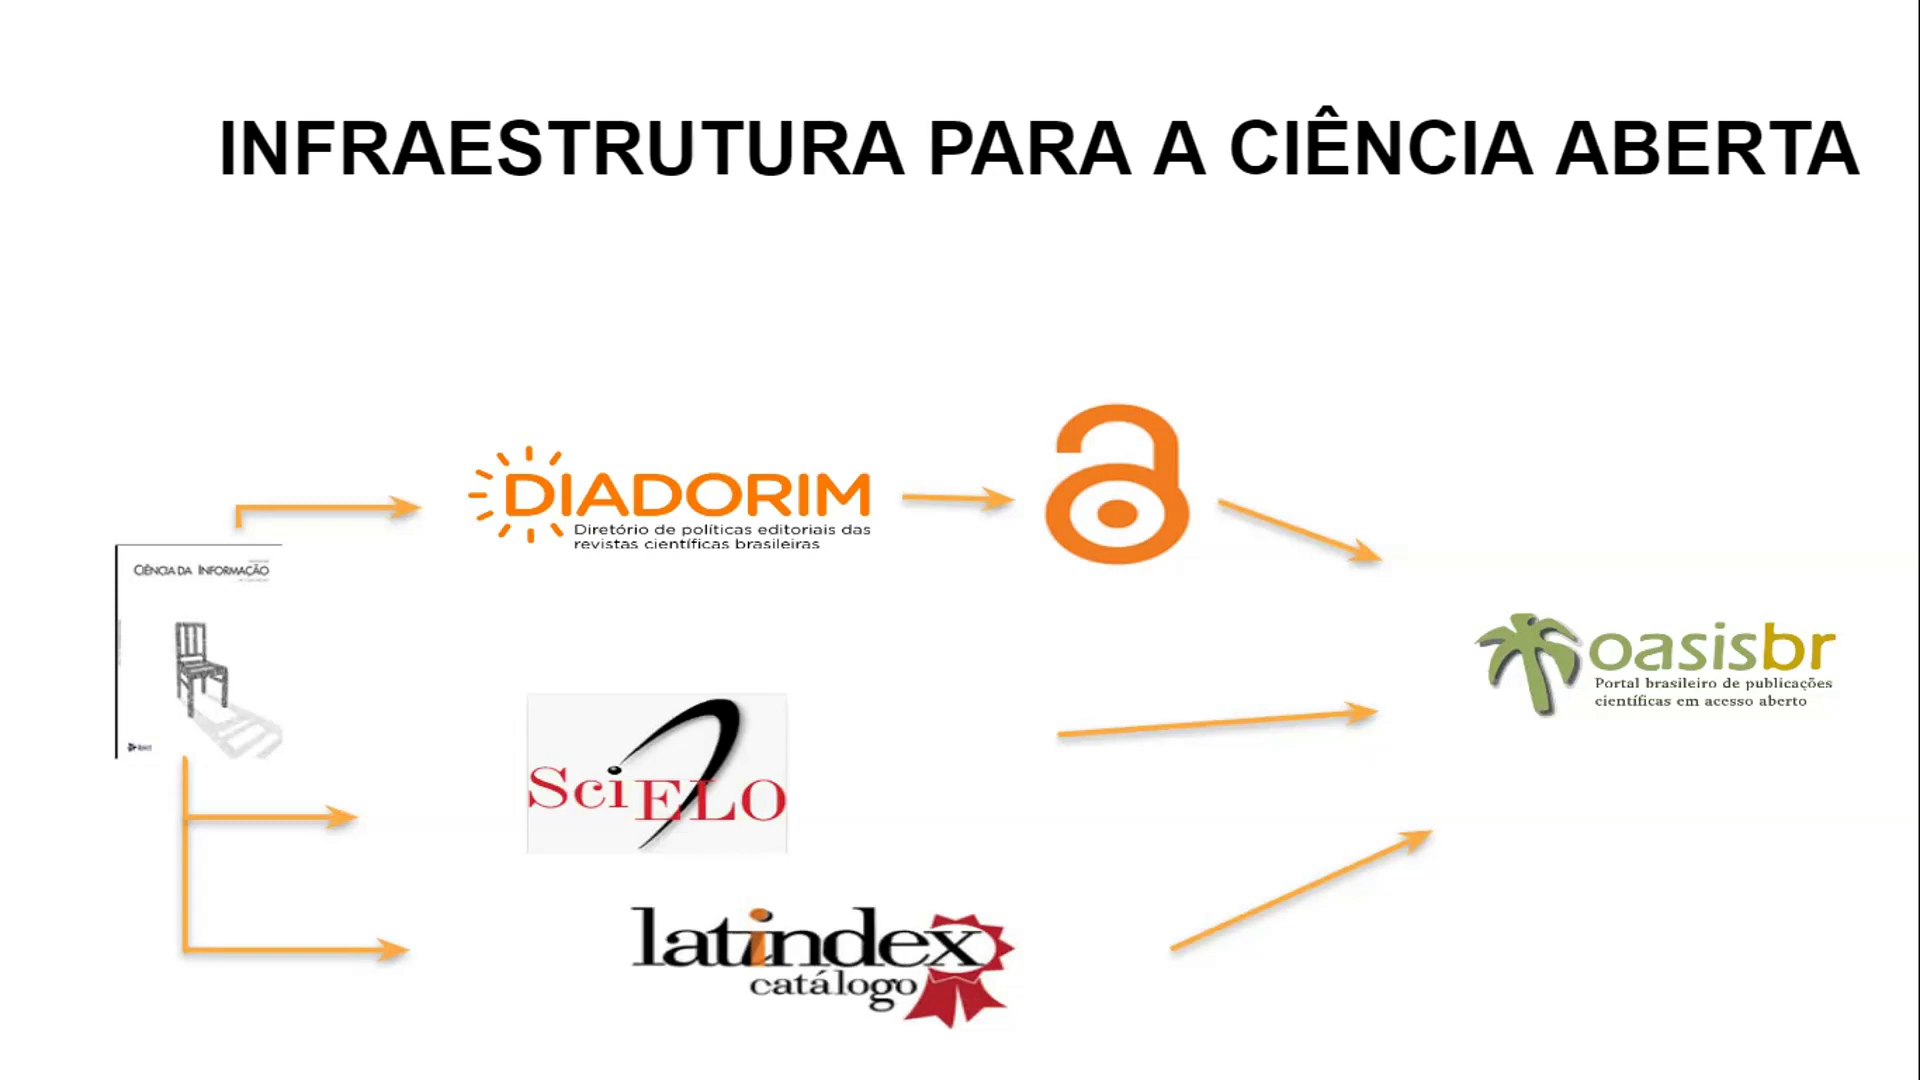 INFRAESTRUTURA PARA A CIÊNCIA ABERTA
DIADORIM
Diretório de políticas editoriais das
revistas científicas brasileiras
CIÊNCIA DA INFORMAÇÃO
oasisbr
Portal brasileiro de publicações
científicas em acesso aberto
SciELO
latindex
catálogo